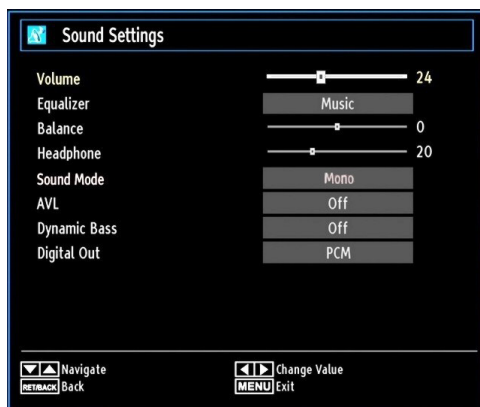 Sound Settings
Volume 24
Equalizer Music
Balance 0
Headphone 20
Sound Mode Mono
AVL Off
Dynamic Bass Off
Digital Out PCM
Navigate Change Value
RET/BACK Back MENU Exit